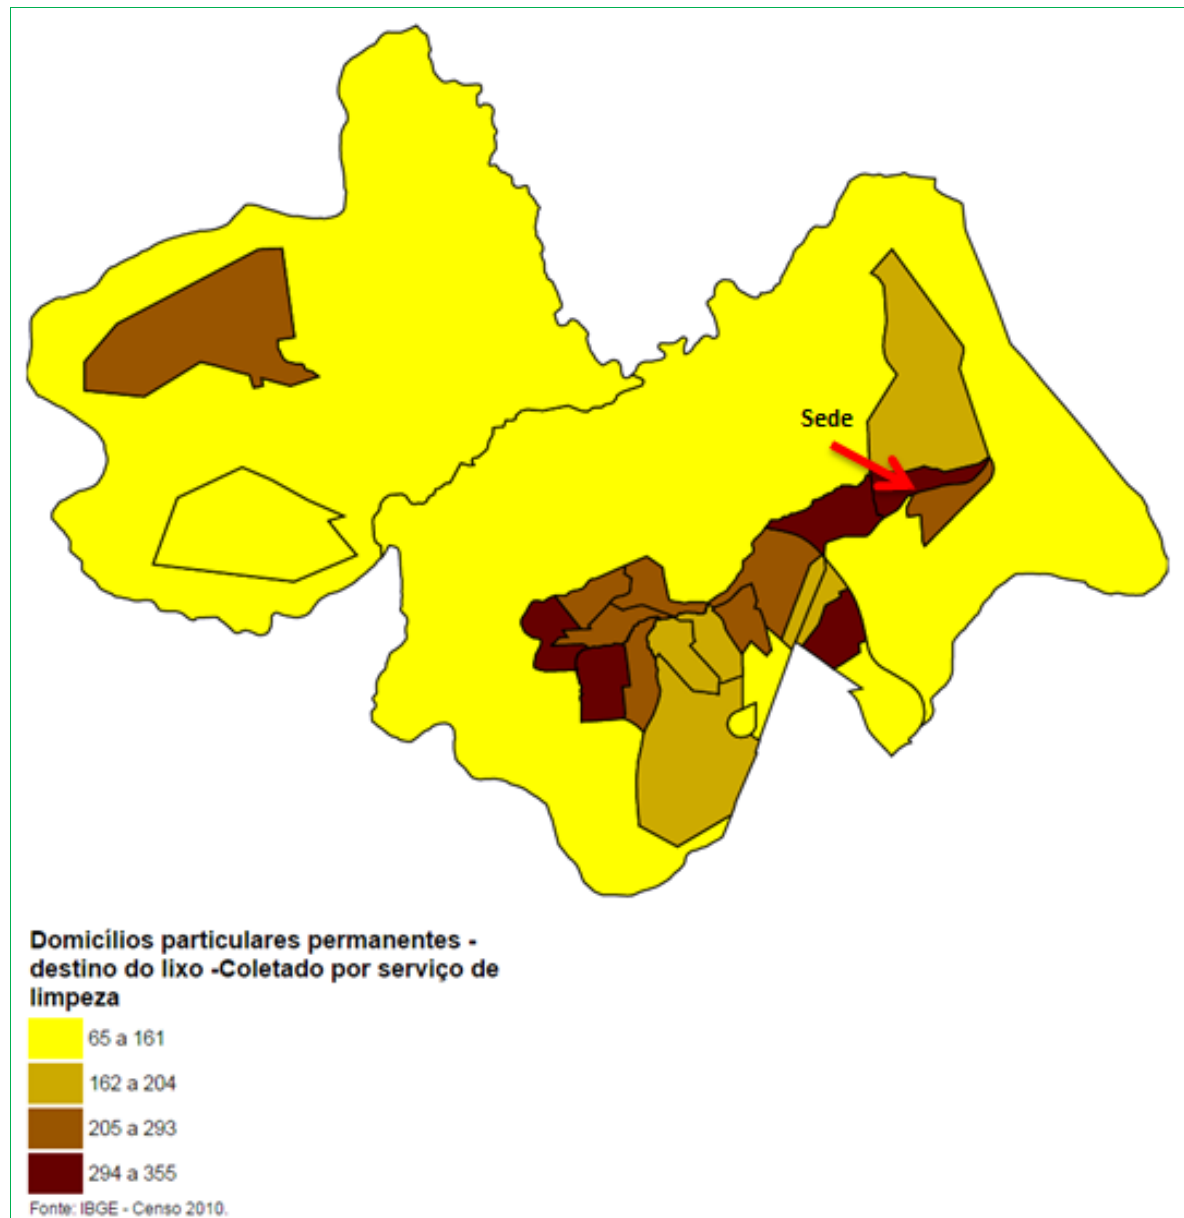 Sede
Domicílios particulares permanentes -
destino do lixo -Coletado por serviço de
limpeza
65 a 161
162 a 204
205 a 293
294 a 355
Fonte: IBGE - Censo 2010.